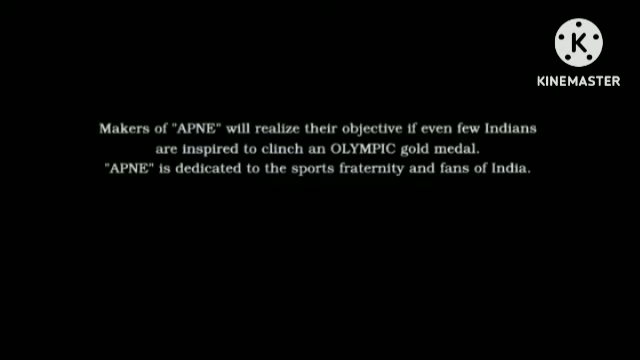 K
KINEMASTER
Makers of "APNE" will realize their objective if even few Indians
are inspired to clinch an OLYMPIC gold medal.
"APNE" is dedicated to the sports fraternity and fans of India.